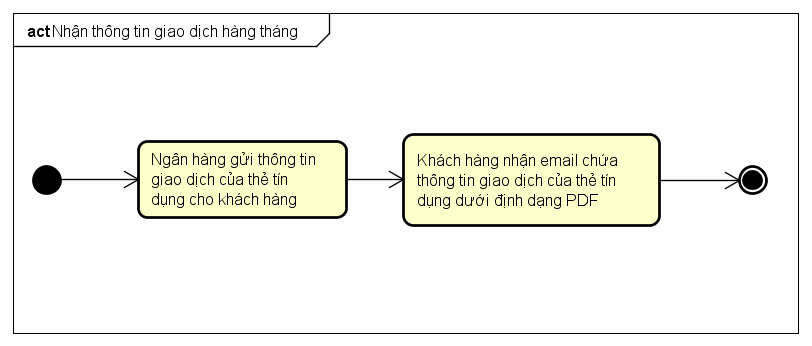 act Nhận thông tin giao dịch hàng tháng
Ngân hàng gửi thông tin
giao dịch của thẻ tín
dụng cho khách hàng
Khách hàng nhận email chứa
thông tin giao dịch của thẻ tín
dụng dưới định dạng PDF